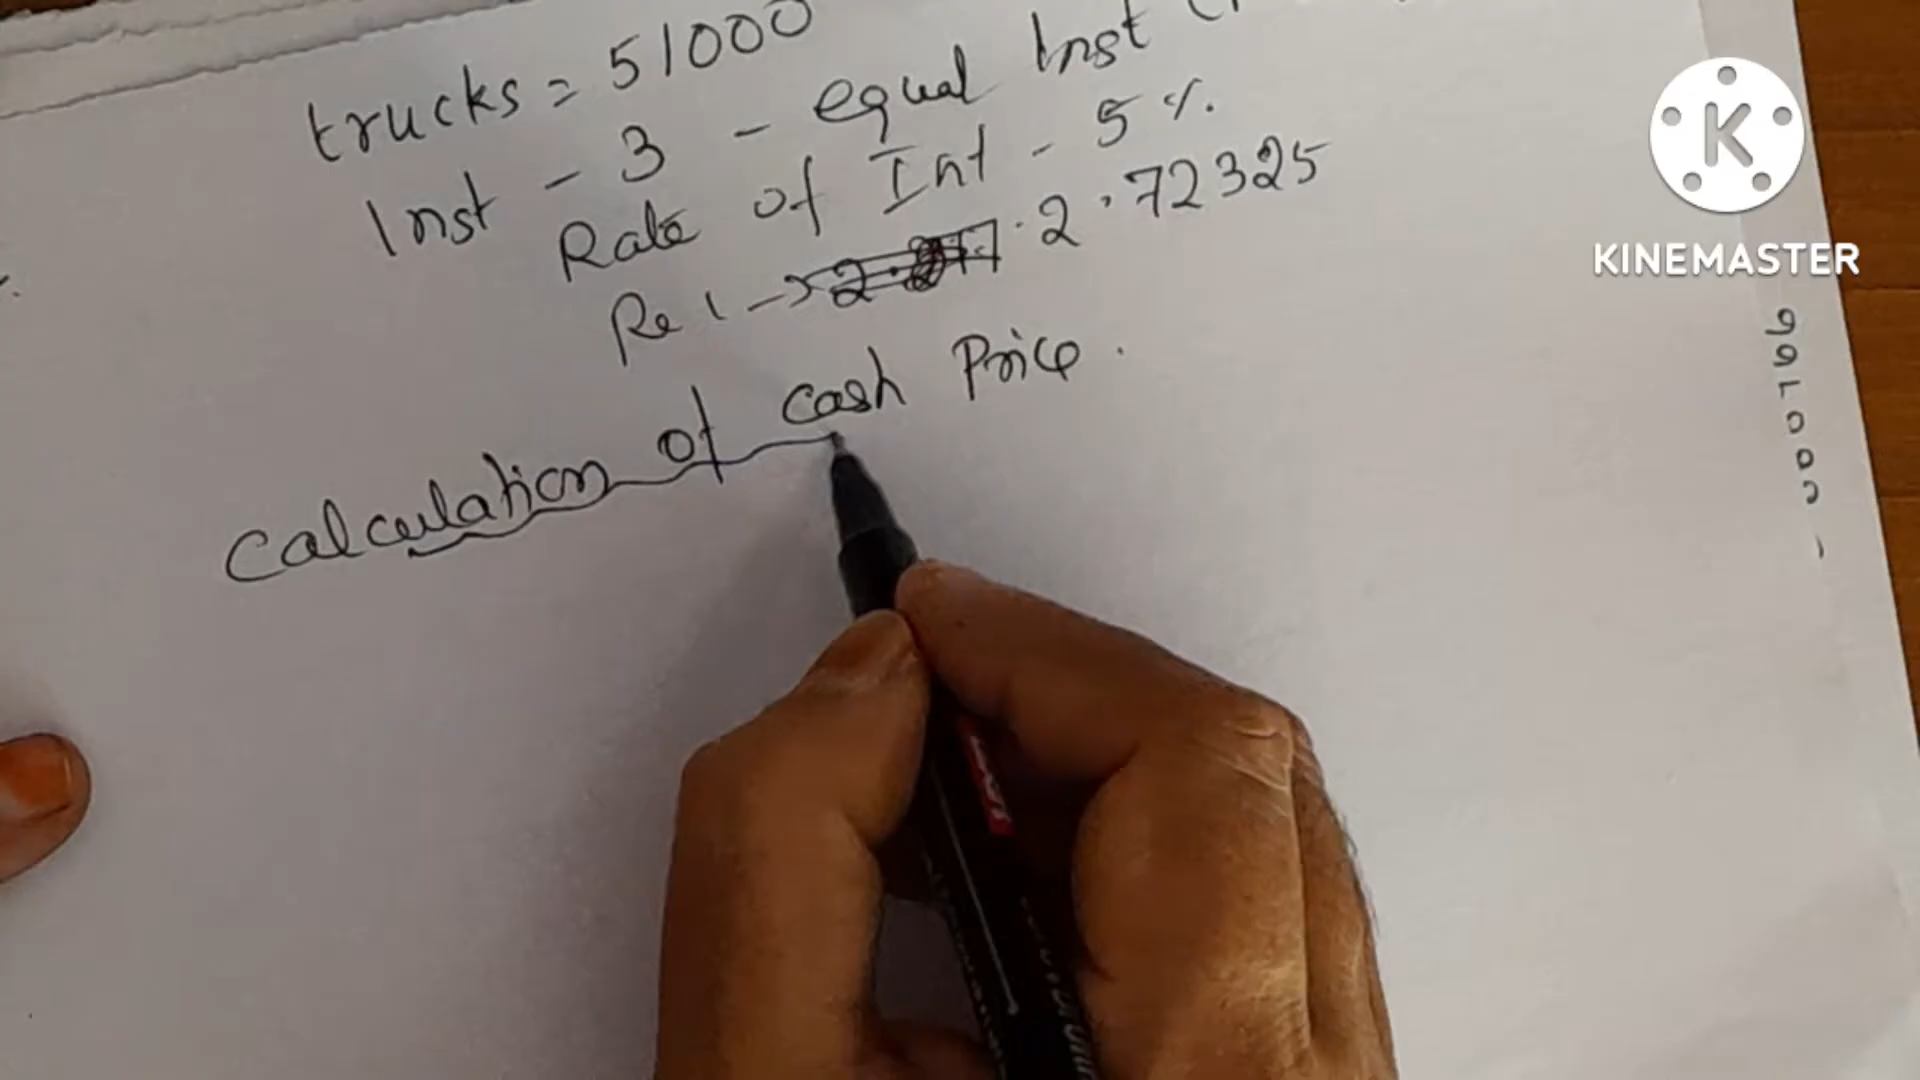 trucks = 51000
Inst - 3 - equal Inst
Rate of Int - 5 %.
Re 1 -> 2.72325
Calculation of Cash Price.
K
KINEMASTER